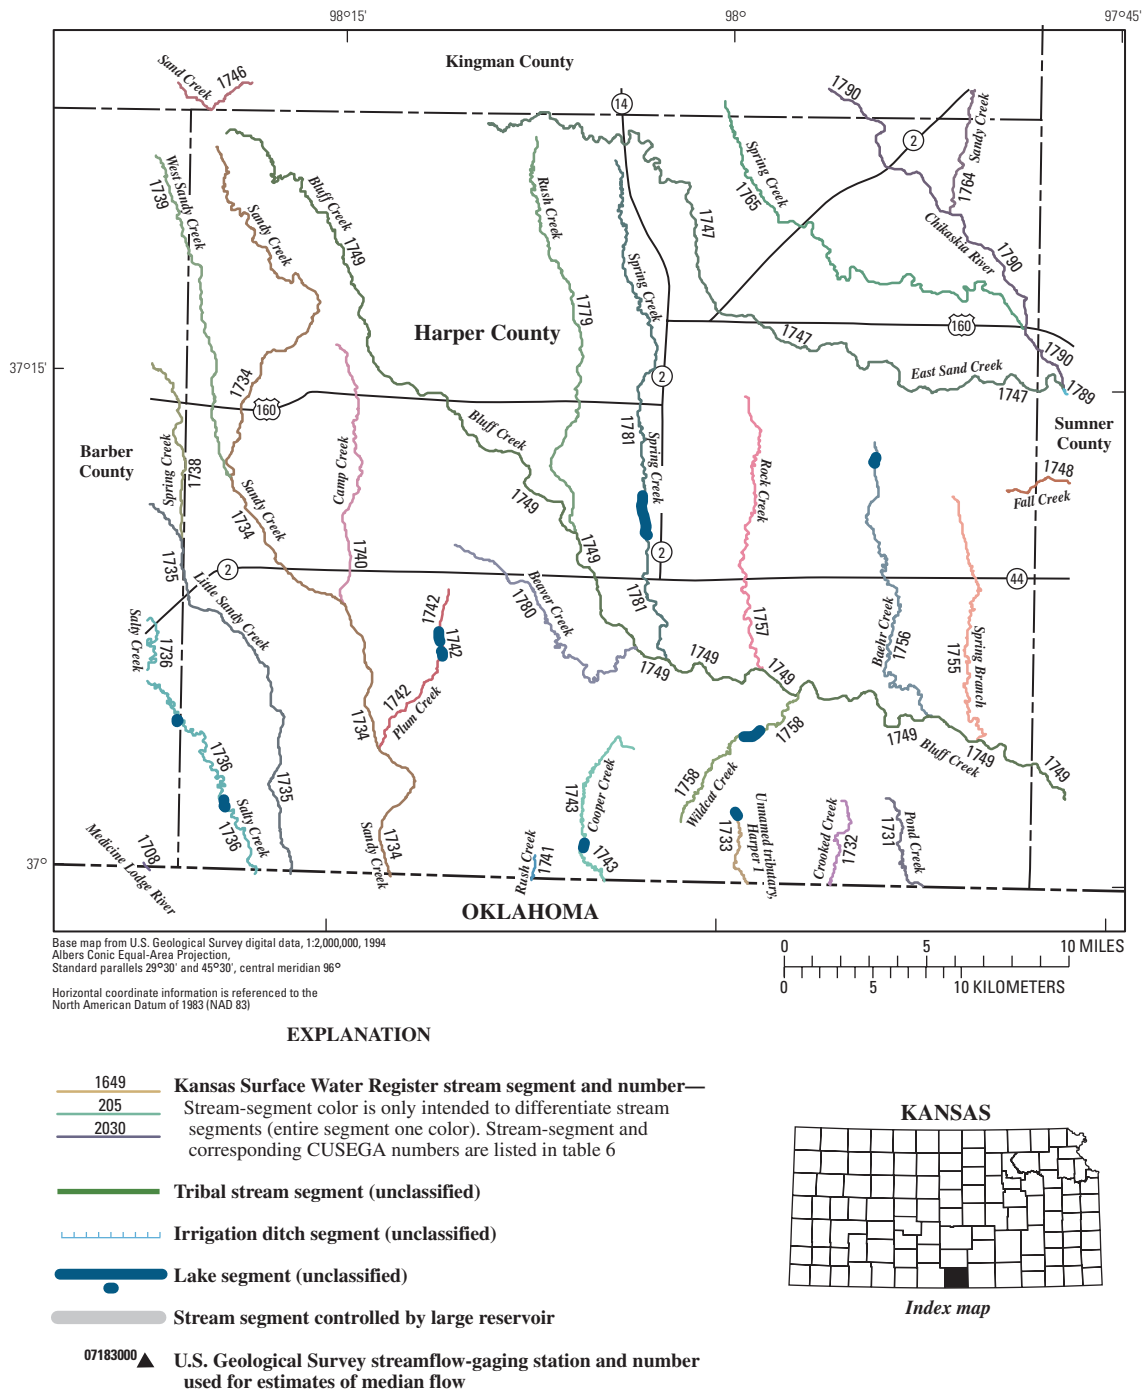 98°15'
98°
97°45'
Kingman County
Sand Creek
1746
14
1790
2
Sandy Creek
1764
West Sandy Creek
1739
Sandy Creek
Bluff Creek
1749
Rush Creek
1779
Spring Creek
1747
Spring Creek
1765
Chikaskia River
1790
Harper County
160
1747
East Sand Creek
1747
1790
1789
37°15'
1734
160
2
Bluff Creek
1781
Spring Creek
Rock Creek
Sumner
County
Barber
County
Spring Creek
1738
Camp Creek
Sandy Creek
1734
1749
1748
Fall Creek
1735
2
1740
1749
2
44
Little Sandy Creek
Salty Creek
1736
1742
1742
Beaver Creek
1780
1781
1757
Baehr Creek
1756
1755
Spring Branch
1749
1749
1749
1742
Plum Creek
1734
1736
Salty Creek
1736
1735
1758
1758
Wildcat Creek
1749
Bluff Creek
1749
1749
Cooper Creek
1743
1743
Unnamed tributary,
Harper 1
1733
Crooked Creek
1732
Pond Creek
1731
Medicine Lodge River
1708
37°
Sandy Creek
1734
Rush Creek
1741
OKLAHOMA
Base map from U.S. Geological Survey digital data, 1:2,000,000, 1994
Albers Conic Equal-Area Projection,
Standard parallels 29°30' and 45°30', central meridian 96°
Horizontal coordinate information is referenced to the
North American Datum of 1983 (NAD 83)
0 5 10 MILES
0 5 10 KILOMETERS
EXPLANATION
1649
205
2030
Kansas Surface Water Register stream segment and number—
Stream-segment color is only intended to differentiate stream
segments (entire segment one color). Stream-segment and
corresponding CUSEGA numbers are listed in table 6
Tribal stream segment (unclassified)
Irrigation ditch segment (unclassified)
Lake segment (unclassified)
Stream segment controlled by large reservoir
07183000
U.S. Geological Survey streamflow-gaging station and number
used for estimates of median flow
KANSAS
Index map